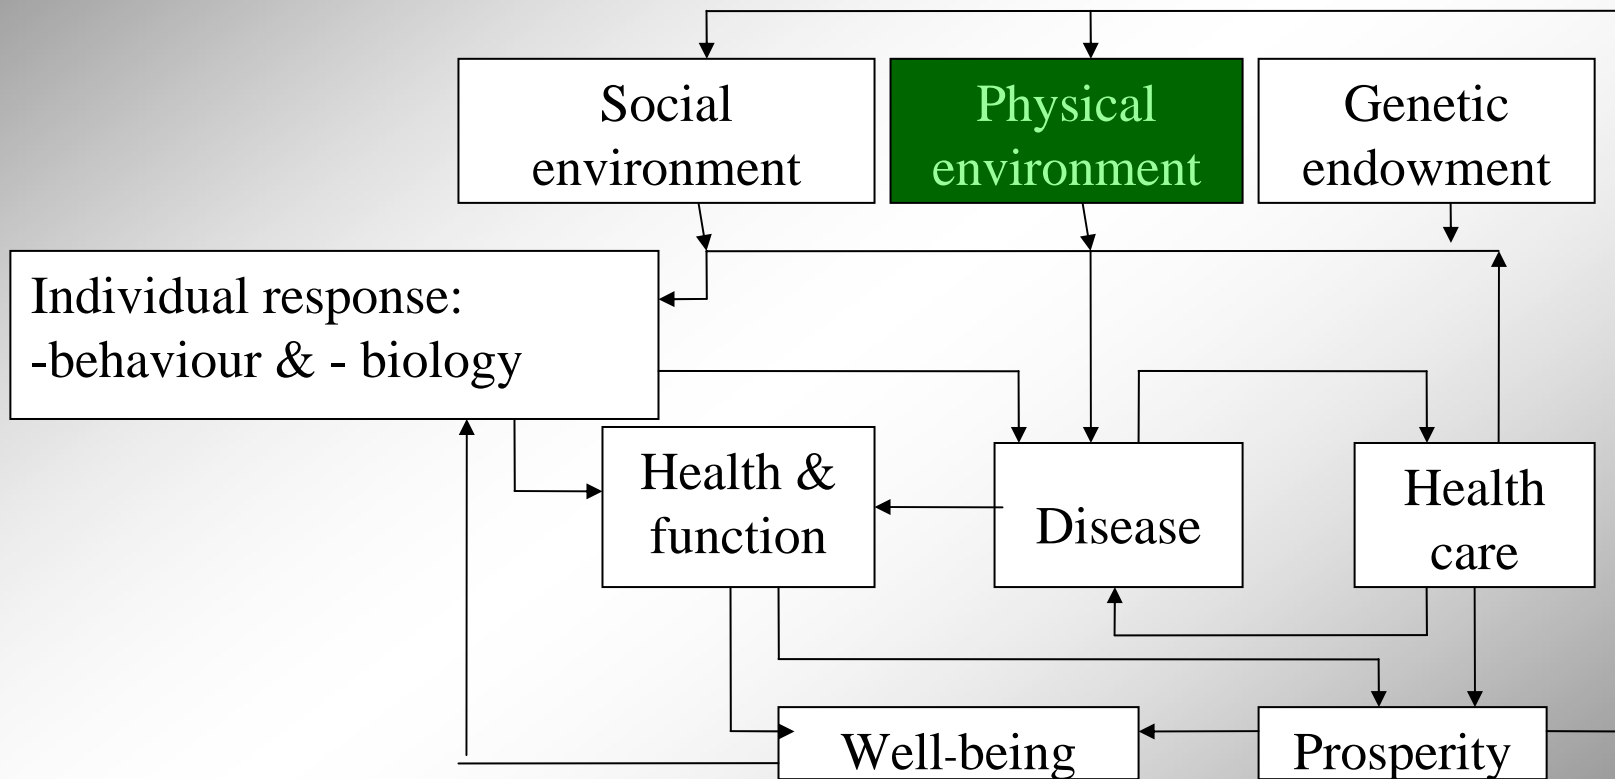 Social
environment
Physical
environment
Genetic
endowment
Individual response:
-behaviour & - biology
Health &
function
Disease
Health
care
Well-being
Prosperity